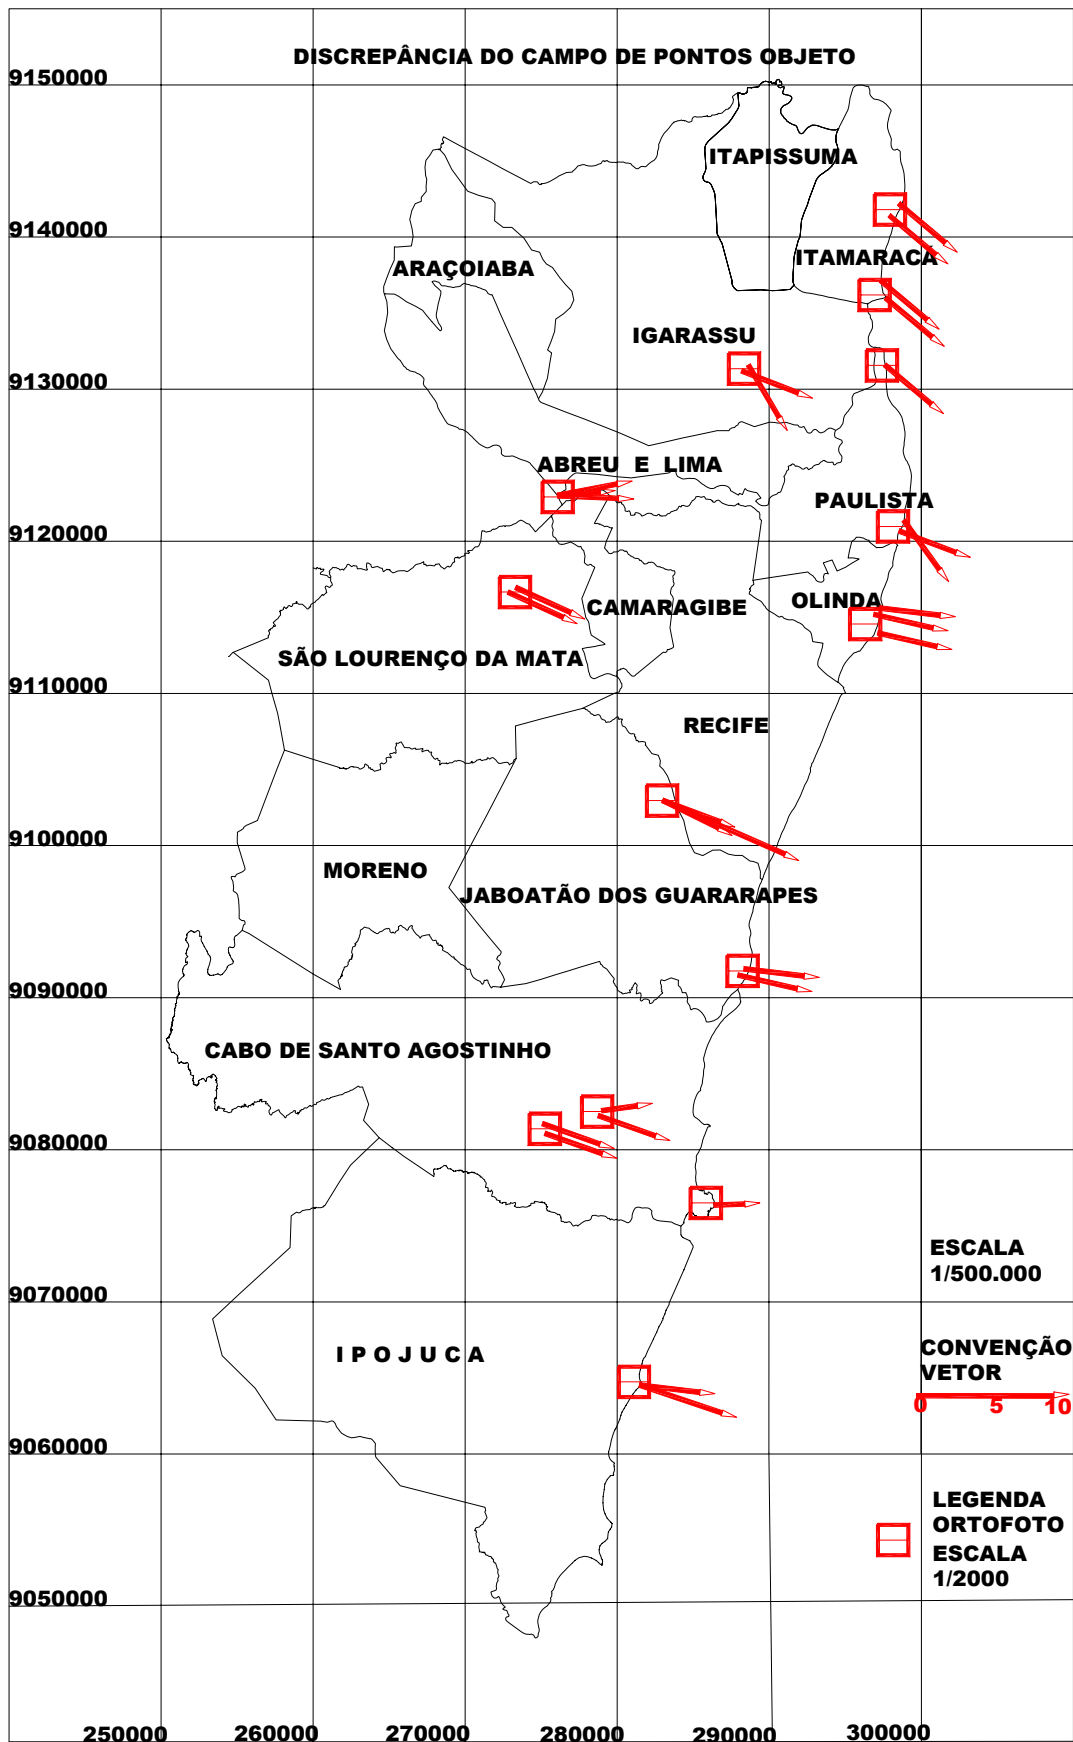 DISCREPÂNCIA DO CAMPO DE PONTOS OBJETO
9150000
ITAPISSUMA
9140000
ITAMARACÁ
ARAÇOIABA
IGARASSU
9130000
ABREU E LIMA
PAULISTA
9120000
OLINDA
CAMARAGIBE
SÃO LOURENÇO DA MATA
9110000
RECIFE
9100000
MORENO
JABOATÃO DOS GUARARAPES
9090000
CABO DE SANTO AGOSTINHO
9080000
ESCALA
1/500.000
9070000
I P O J U C A
CONVENÇÃO
VETOR
0 5 10
9060000
LEGENDA
ORTOFOTO
ESCALA
1/2000
9050000
250000 260000 270000 280000 290000 300000